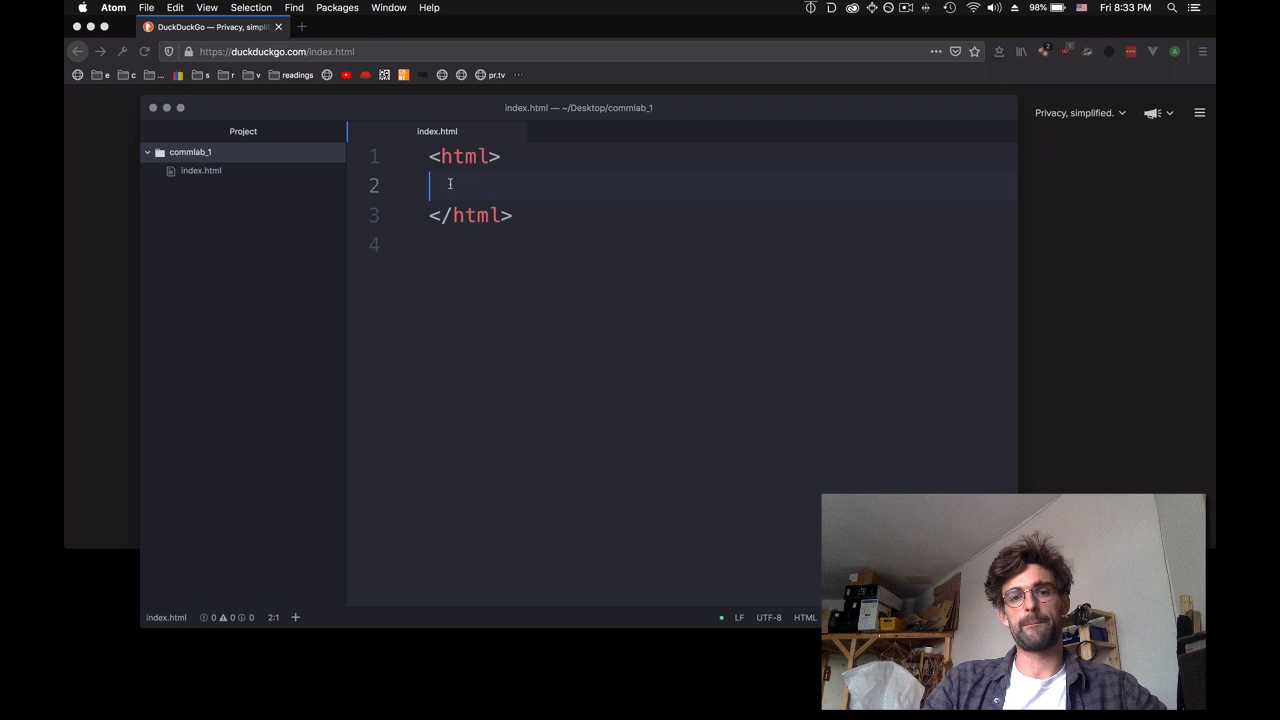 Atom File Edit View Selection Find Packages Window Help 98% Fri 8:33 PM
DuckDuckGo — Privacy, simplif
https://duckduckgo.com/index.html
e c ... s r v readings pr.tv ...
index.html — ~/Desktop/commlab_1
Privacy, simplified.
Project index.html
commlab_1
index.html
1 <html>
2
3 </html>
4
index.html 0 0 0 2:1 + LF UTF-8 HTML